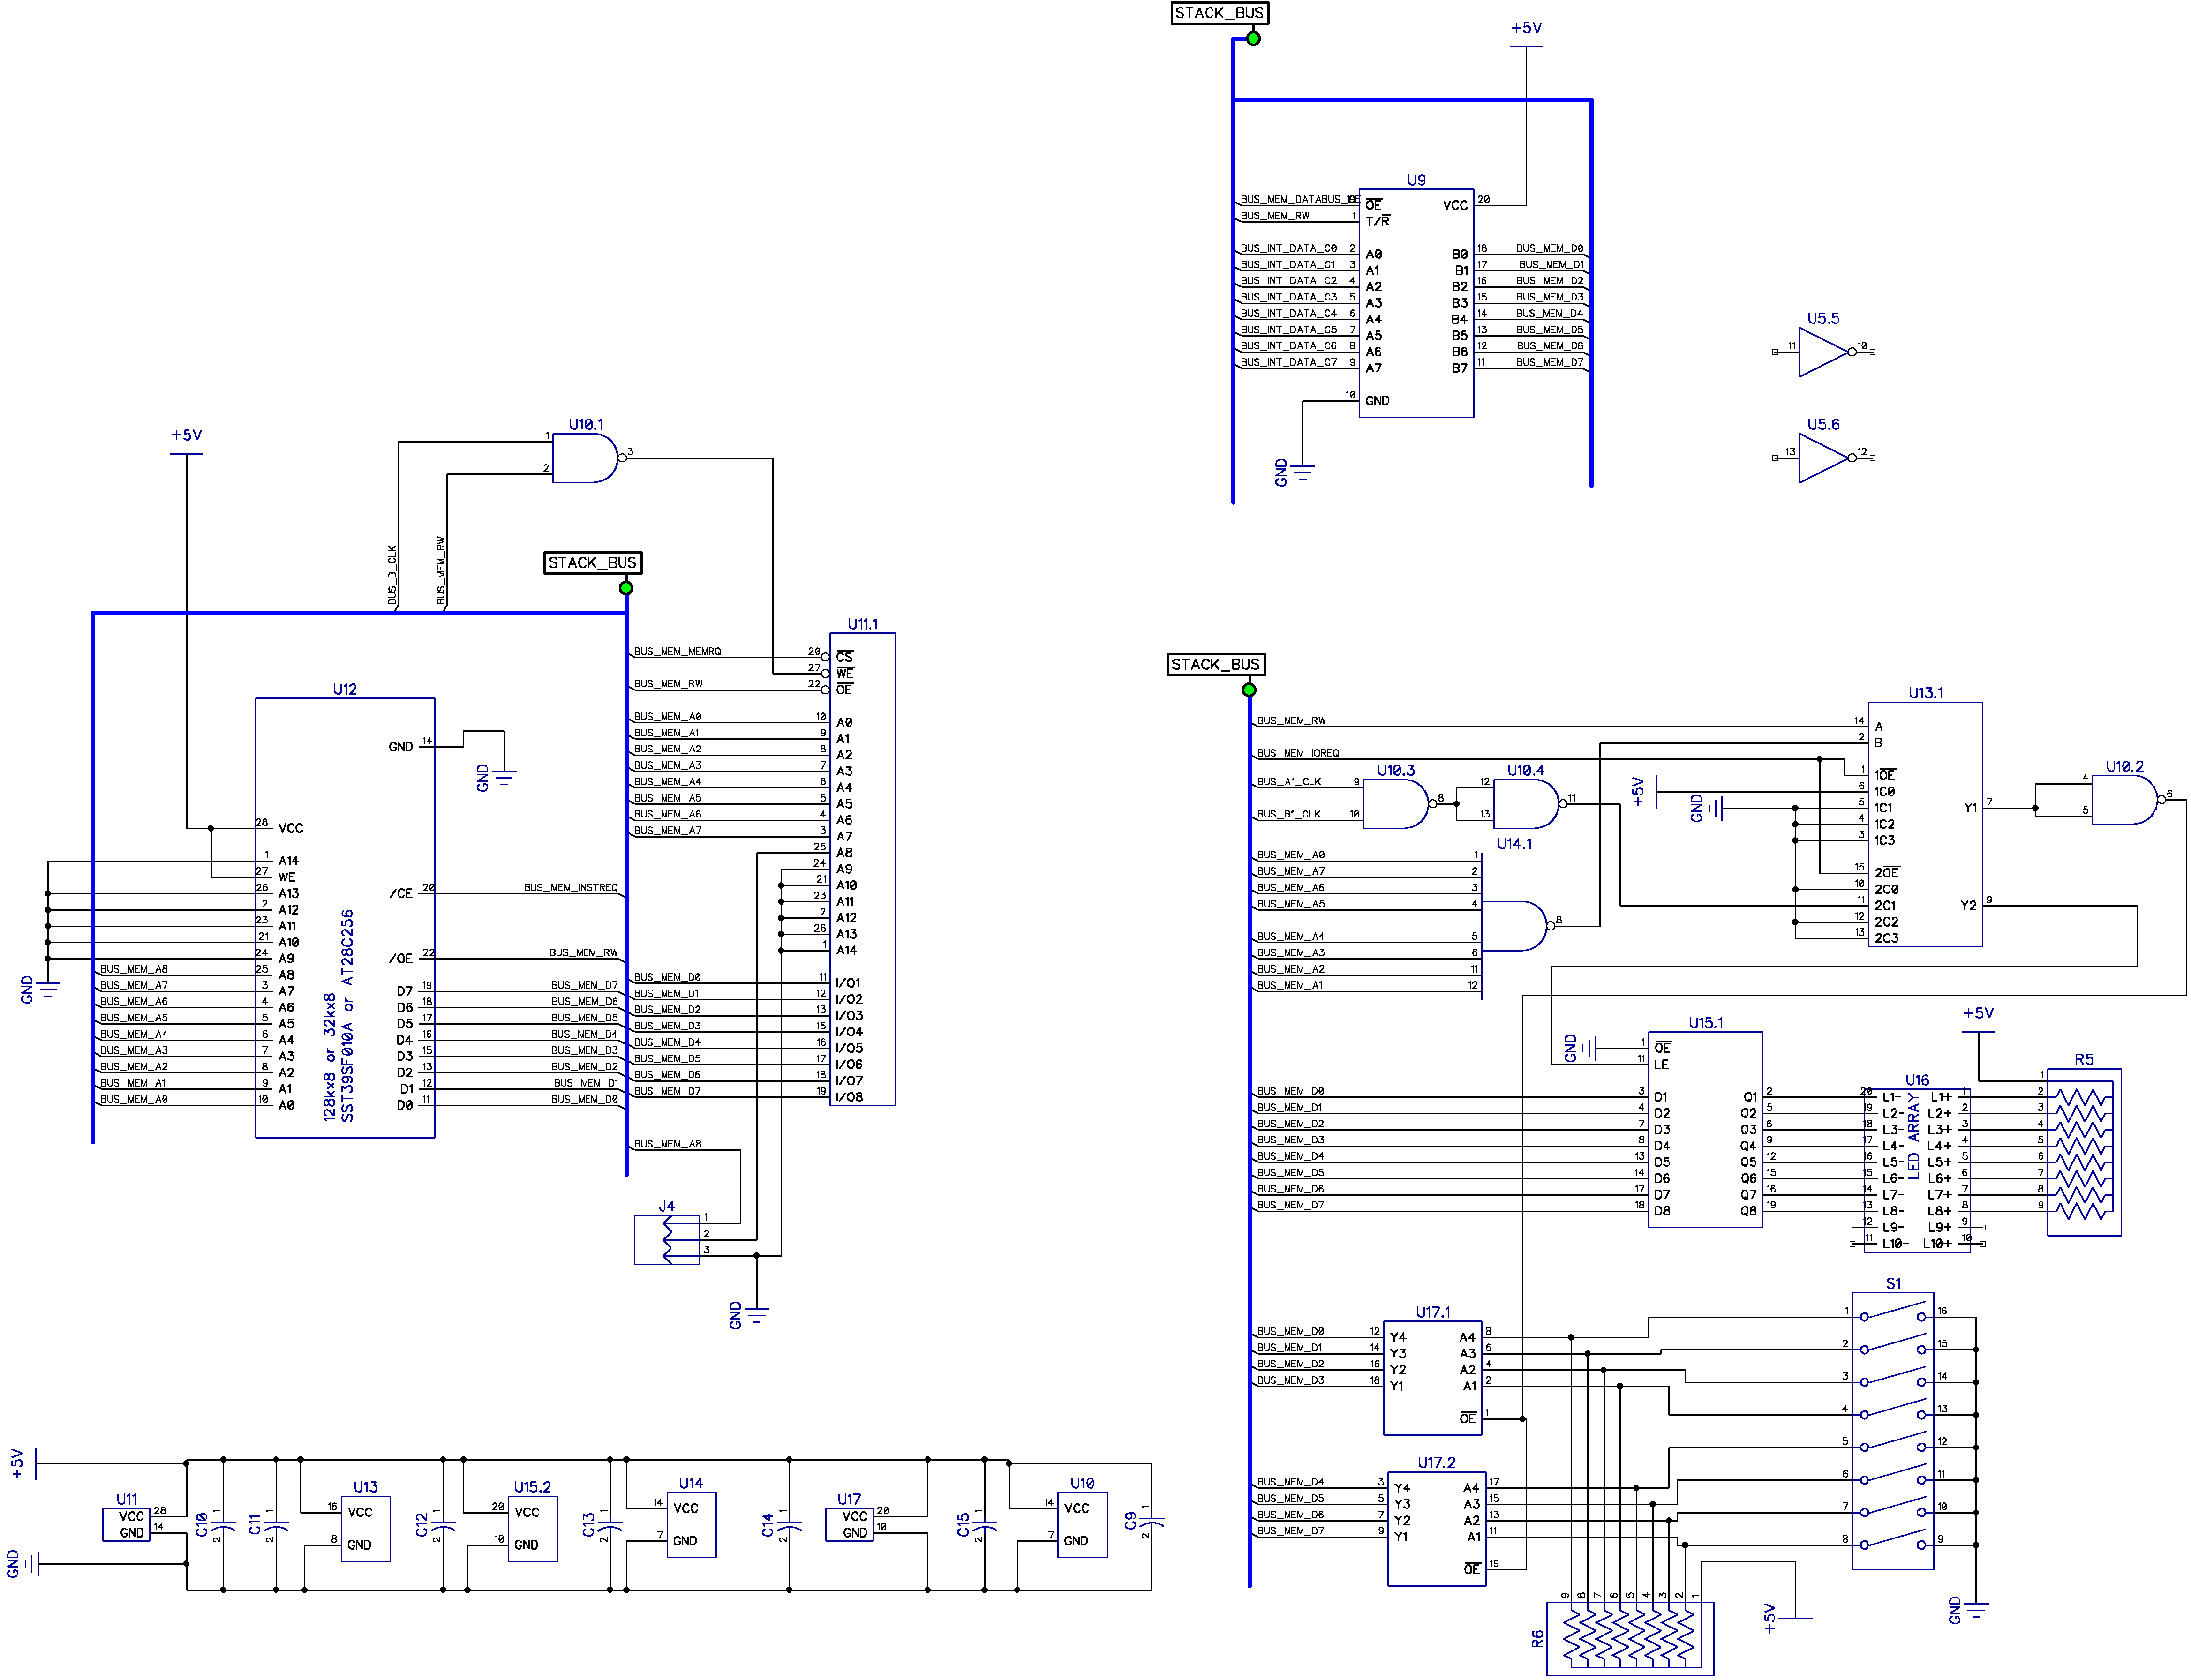 STACK_BUS
+5V
U9
BUS_MEM_DATABUS_OE 19 OE VCC 20
BUS_MEM_RW 1 T/R
BUS_INT_DATA_C0 2 A0 B0 18 BUS_MEM_D0
BUS_INT_DATA_C1 3 A1 B1 17 BUS_MEM_D1
BUS_INT_DATA_C2 4 A2 B2 16 BUS_MEM_D2
BUS_INT_DATA_C3 5 A3 B3 15 BUS_MEM_D3
BUS_INT_DATA_C4 6 A4 B4 14 BUS_MEM_D4
BUS_INT_DATA_C5 7 A5 B5 13 BUS_MEM_D5
BUS_INT_DATA_C6 8 A6 B6 12 BUS_MEM_D6
BUS_INT_DATA_C7 9 A7 B7 11 BUS_MEM_D7
10 GND
GND
U5.5
11 10
U5.6
13 12
+5V
U10.1
1
2
3
BUS_B_CLK
BUS_MEM_RW
STACK_BUS
U12
GND 14
GND
28 VCC
1 A14
27 WE
26 A13 /CE 20 BUS_MEM_INSTREQ
2 A12
23 A11
21 A10
24 A9 /OE 22 BUS_MEM_RW
GND
BUS_MEM_A8 25 A8
BUS_MEM_A7 3 A7 D7 19 BUS_MEM_D7
BUS_MEM_A6 4 A6 D6 18 BUS_MEM_D6
BUS_MEM_A5 5 A5 D5 17 BUS_MEM_D5
BUS_MEM_A4 6 A4 D4 16 BUS_MEM_D4
BUS_MEM_A3 7 A3 D3 15 BUS_MEM_D3
BUS_MEM_A2 8 A2 D2 13 BUS_MEM_D2
BUS_MEM_A1 9 A1 D1 12 BUS_MEM_D1
BUS_MEM_A0 10 A0 D0 11 BUS_MEM_D0
128kx8 or 32kx8
SST39SF010A or AT28C256
U11.1
BUS_MEM_MEMRQ 20 CS
27 WE
BUS_MEM_RW 22 OE
BUS_MEM_A0 10 A0
BUS_MEM_A1 9 A1
BUS_MEM_A2 8 A2
BUS_MEM_A3 7 A3
BUS_MEM_A4 6 A4
BUS_MEM_A5 5 A5
BUS_MEM_A6 4 A6
BUS_MEM_A7 3 A7
25 A8
24 A9
21 A10
23 A11
2 A12
26 A13
1 A14
BUS_MEM_D0 11 I/O1
BUS_MEM_D1 12 I/O2
BUS_MEM_D2 13 I/O3
BUS_MEM_D3 15 I/O4
BUS_MEM_D4 16 I/O5
BUS_MEM_D5 17 I/O6
BUS_MEM_D6 18 I/O7
BUS_MEM_D7 19 I/O8
BUS_MEM_A8
J4
1
2
3
GND
STACK_BUS
U13.1
BUS_MEM_RW 14 A
2 B
BUS_MEM_IOREQ
1 1OE
+5V 6 1C0
GND 5 1C1 Y1 7
4 1C2
3 1C3
15 2OE
10 2C0
11 2C1 Y2 9
12 2C2
13 2C3
U10.2
4
5
6
U10.3
BUS_A'_CLK 9
BUS_B'_CLK 10
8
U10.4
12
13
11
U14.1
BUS_MEM_A0 1
BUS_MEM_A7 2
BUS_MEM_A6 3
BUS_MEM_A5 4
8
BUS_MEM_A4 5
BUS_MEM_A3 6
BUS_MEM_A2 11
BUS_MEM_A1 12
U15.1
GND 1 OE
11 LE
BUS_MEM_D0 3 D1 Q1 2
BUS_MEM_D1 4 D2 Q2 5
BUS_MEM_D2 7 D3 Q3 6
BUS_MEM_D3 8 D4 Q4 9
BUS_MEM_D4 13 D5 Q5 12
BUS_MEM_D5 14 D6 Q6 15
BUS_MEM_D6 17 D7 Q7 16
BUS_MEM_D7 18 D8 Q8 19
U16
LED ARRAY
20 L1- L1+ 1
19 L2- L2+ 2
18 L3- L3+ 3
17 L4- L4+ 4
16 L5- L5+ 5
15 L6- L6+ 6
14 L7- L7+ 7
13 L8- L8+ 8
12 L9- L9+ 9
11 L10- L10+ 10
+5V
R5
1
2
3
4
5
6
7
8
9
U17.1
BUS_MEM_D0 12 Y4 A4 8
BUS_MEM_D1 14 Y3 A3 6
BUS_MEM_D2 16 Y2 A2 4
BUS_MEM_D3 18 Y1 A1 2
OE 1
U17.2
BUS_MEM_D4 3 Y4 A4 17
BUS_MEM_D5 5 Y3 A3 15
BUS_MEM_D6 7 Y2 A2 13
BUS_MEM_D7 9 Y1 A1 11
OE 19
S1
1 16
2 15
3 14
4 13
5 12
6 11
7 10
8 9
GND
R6
9 8 7 6 5 4 3 2 1
+5V
+5V
GND
U11
VCC 28
GND 14
C10 1 2
C11 1 2
U13
16 VCC
8 GND
C12 1 2
U15.2
20 VCC
10 GND
C13 1 2
U14
14 VCC
7 GND
C14 1 2
U17
VCC 20
GND 10
C15 1 2
U10
14 VCC
7 GND
C9 1 2